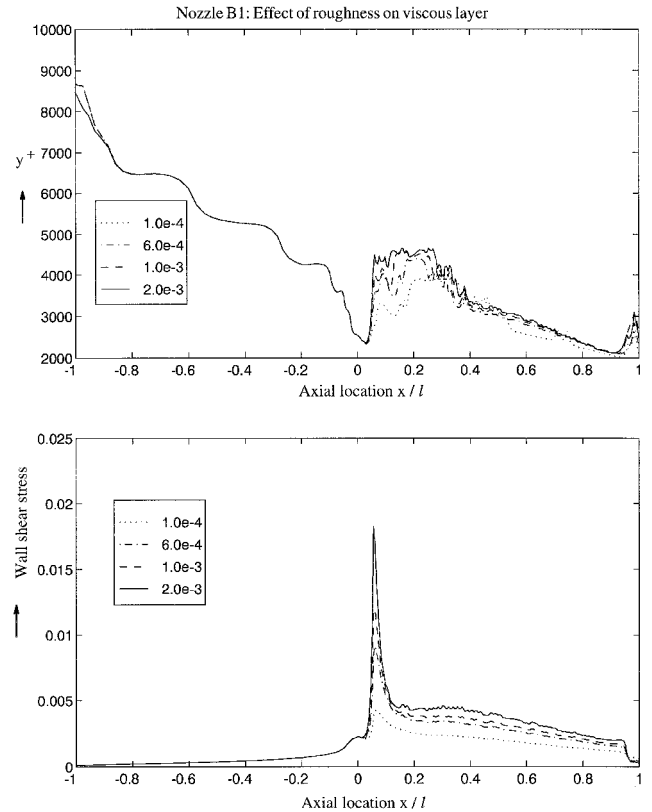 Nozzle B1: Effect of roughness on viscous layer
10000
9000
8000
7000
6000
5000
4000
3000
2000
y+
1.0e-4
6.0e-4
1.0e-3
2.0e-3
-1 -0.8 -0.6 -0.4 -0.2 0 0.2 0.4 0.6 0.8 1
Axial location x / l
0.025
0.02
0.015
0.01
0.005
0
Wall shear stress
1.0e-4
6.0e-4
1.0e-3
2.0e-3
-1 -0.8 -0.6 -0.4 -0.2 0 0.2 0.4 0.6 0.8 1
Axial location x / l